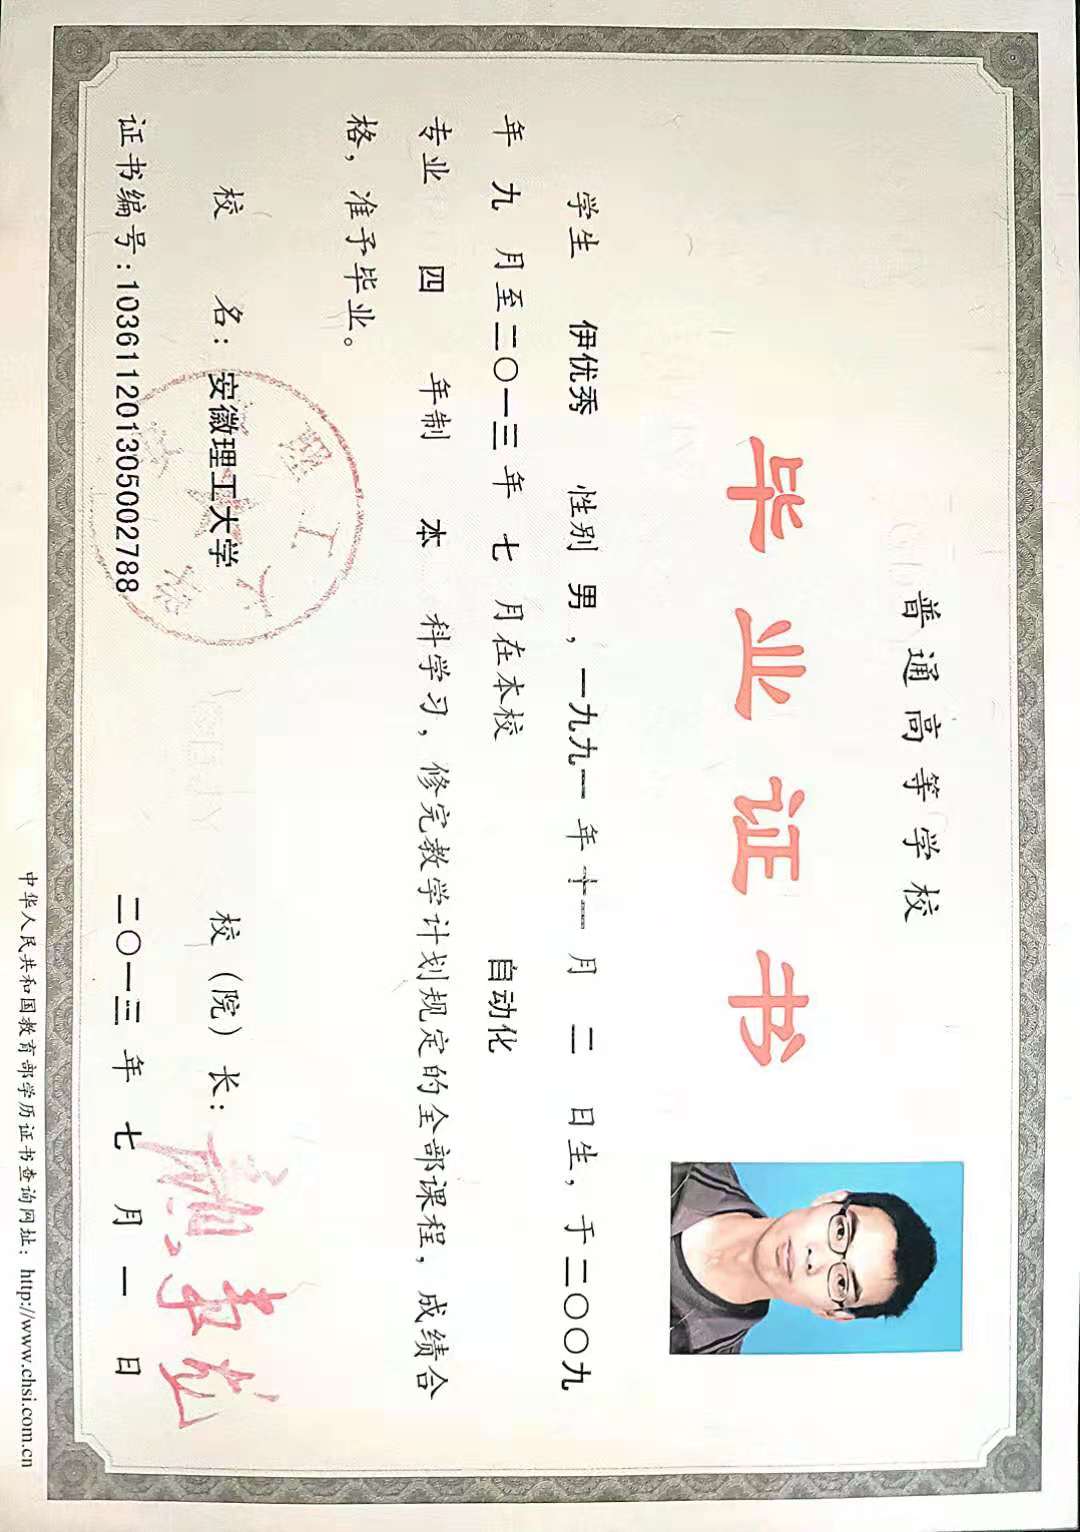 普通高等学校
毕业证书
学生 伊优秀 性别 男，一九九一年十一月二日生，于二〇〇九
年九月至二〇一三年七月在本校 自动化
专业 四 年制 本 科学习，修完教学计划规定的全部课程，成绩合
格，准予毕业。
校 名：安徽理工大学 校（院）长：
证书编号：103611201305002788 二〇一三年七月一日
中华人民共和国教育部学历证书查询网址：http://www.chsi.com.cn